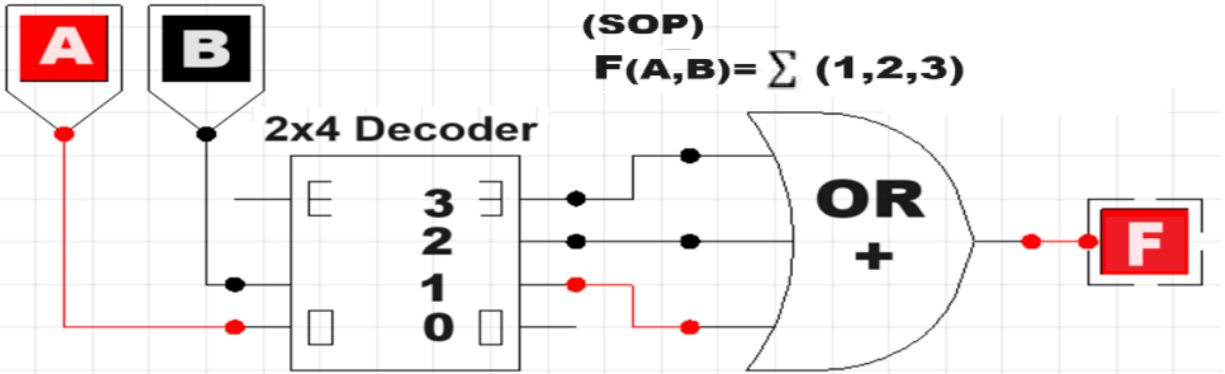 A B
(SOP)
F(A,B)= ∑ (1,2,3)
2x4 Decoder
3
2
1
0
OR
+
F